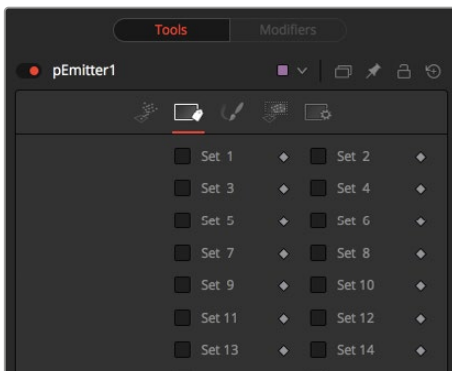 Tools Modifiers
pEmitter1
Set 1 Set 2
Set 3 Set 4
Set 5 Set 6
Set 7 Set 8
Set 9 Set 10
Set 11 Set 12
Set 13 Set 14